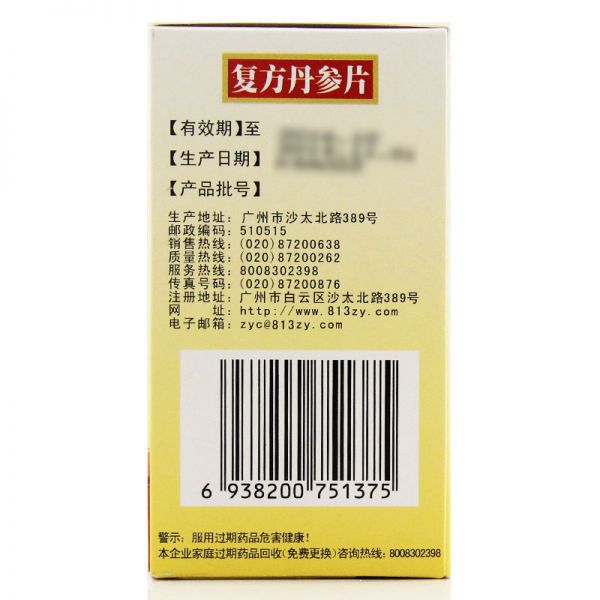 复方丹参片
【有效期】至
【生产日期】
【产品批号】
生产地址：广州市沙太北路389号
邮政编码：510515
销售热线：(020)87200638
质量热线：(020)87200262
服务热线：8008302398
传真号码：(020)87200876
注册地址：广州市白云区沙太北路389号
网　　址：http://www.813zy.com
电子邮箱：zyc@813zy.com
6 938200 751375
警示：服用过期药品危害健康！
本企业家庭过期药品回收(免费更换)咨询热线：8008302398